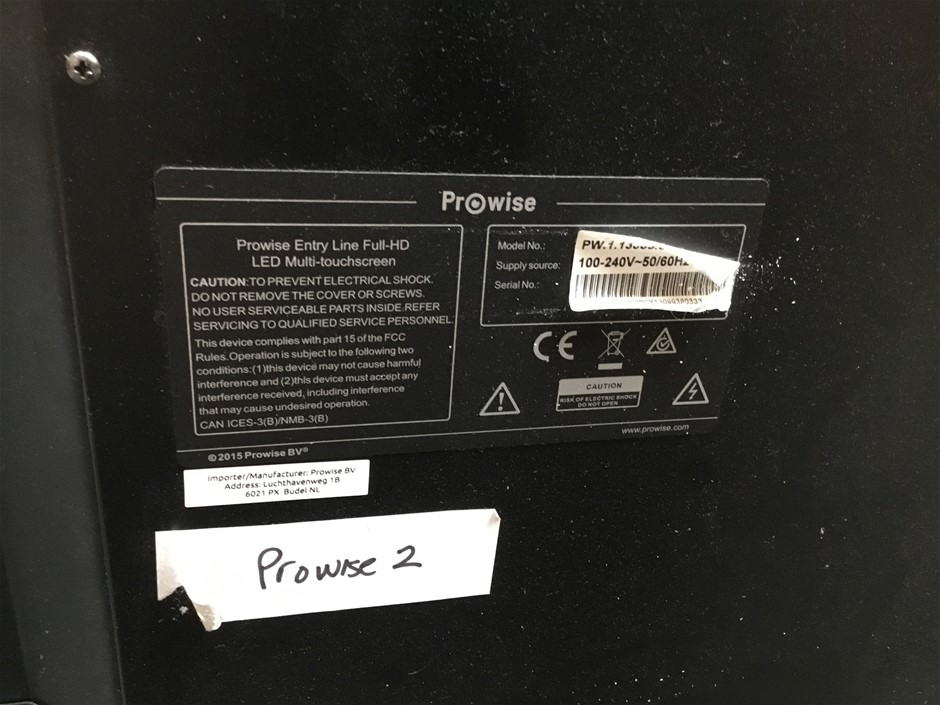 Prowise
Prowise Entry Line Full-HD
LED Multi-touchscreen
CAUTION:TO PREVENT ELECTRICAL SHOCK.
DO NOT REMOVE THE COVER OR SCREWS.
NO USER SERVICEABLE PARTS INSIDE.REFER
SERVICING TO QUALIFIED SERVICE PERSONNEL
This device complies with part 15 of the FCC
Rules.Operation is subject to the following two
conditions:(1)this device may not cause harmful
interference and (2)this device must accept any
interference received, including interference
that may cause undesired operation.
CAN ICES-3(B)/NMB-3(B)
Model No.:
Supply source: 100-240V~50/60Hz
Serial No.:
CE
CAUTION
RISK OF ELECTRIC SHOCK
DO NOT OPEN
www.prowise.com
©2015 Prowise BV®
Importer/Manufacturer: Prowise BV
Address: Luchthavenweg 1B
6021 PX Budel NL
Prowise 2